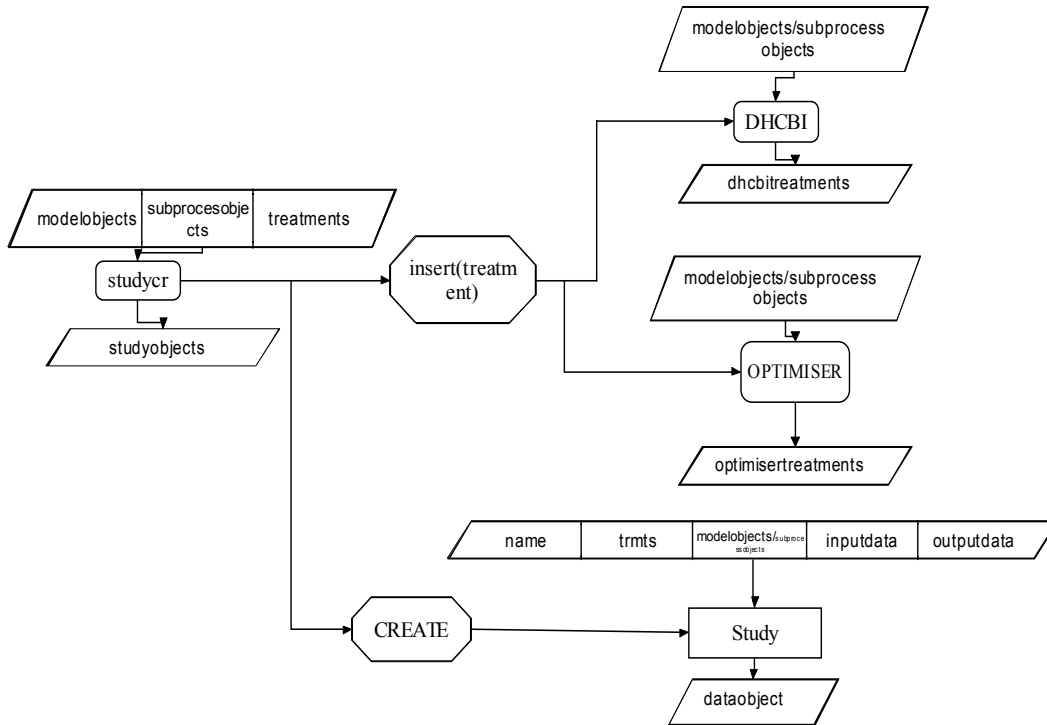 modelobjects/subprocess
objects
DHCBI
dhcbitreatments
modelobjects
subprocesobje
cts
treatments
studycr
studyobjects
insert(treatm
ent)
modelobjects/subprocess
objects
OPTIMISER
optimisertreatments
name
trmts
modelobjects/subproce
ssobjects
inputdata
outputdata
CREATE
Study
dataobject